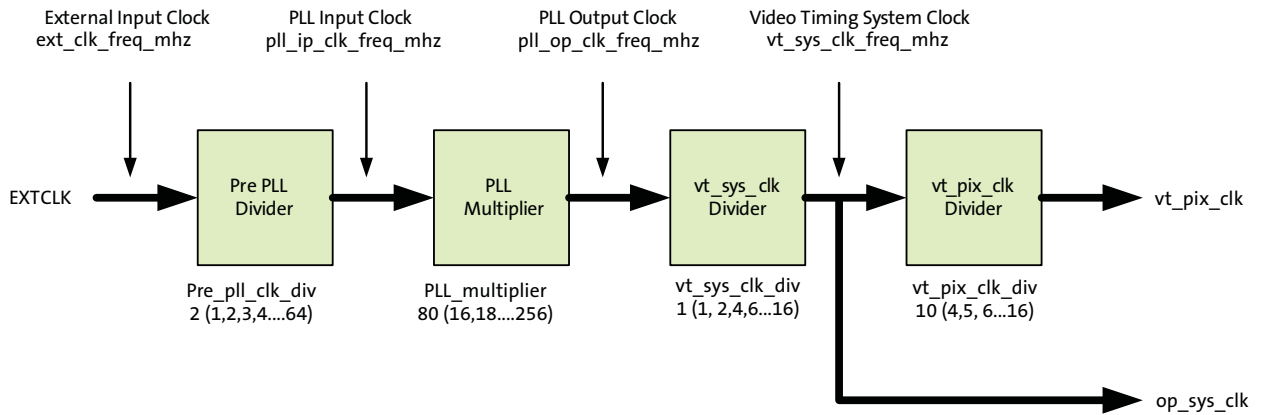 External Input Clock
ext_clk_freq_mhz
PLL Input Clock
pll_ip_clk_freq_mhz
PLL Output Clock
pll_op_clk_freq_mhz
Video Timing System Clock
vt_sys_clk_freq_mhz
EXTCLK
Pre PLL
Divider
PLL
Multiplier
vt_sys_clk
Divider
vt_pix_clk
Divider
vt_pix_clk
Pre_pll_clk_div
2 (1,2,3,4....64)
PLL_multiplier
80 (16,18....256)
vt_sys_clk_div
1 (1, 2,4,6...16)
vt_pix_clk_div
10 (4,5, 6...16)
op_sys_clk